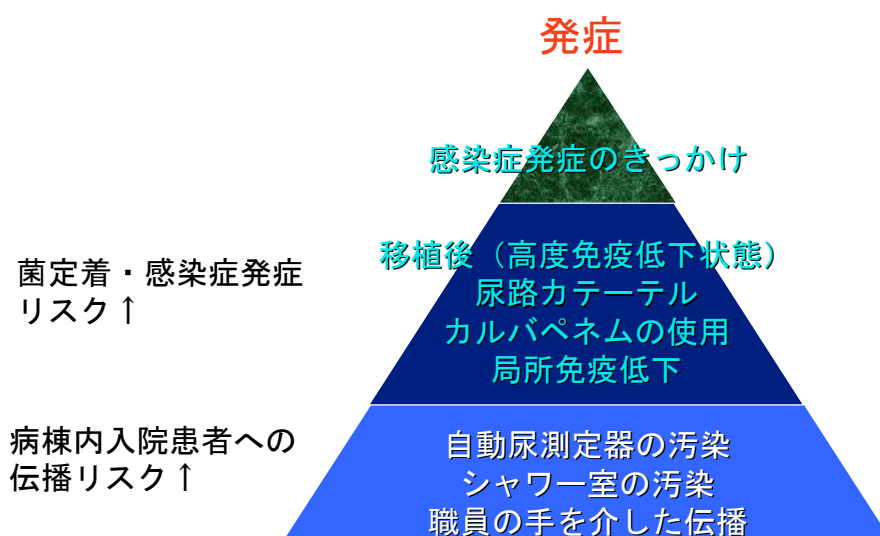 発症
感染症発症のきっかけ
移植後（高度免疫低下状態）
尿路カテーテル
カルバペネムの使用
局所免疫低下
菌定着・感染症発症
リスク↑
自動尿測定器の汚染
シャワー室の汚染
職員の手を介した伝播
病棟内入院患者への
伝播リスク↑